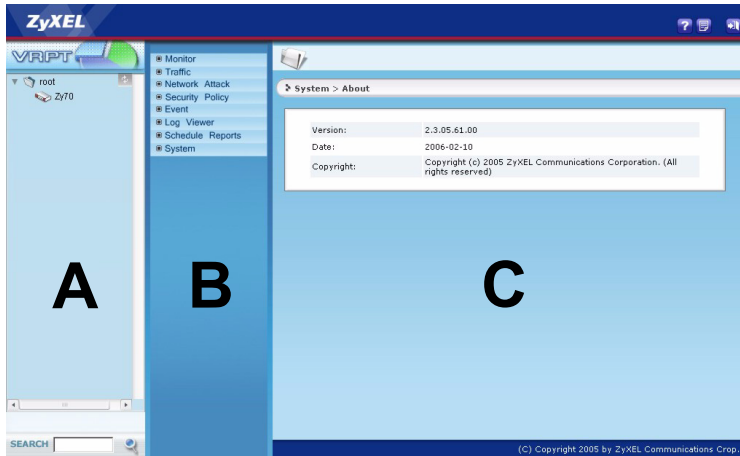 ZyXEL
VRPT
root
Zy70
A
SEARCH
Monitor
Traffic
Network Attack
Security Policy
Event
Log Viewer
Schedule Reports
System
B
System > About
Version: 2.3.05.61.00
Date: 2006-02-10
Copyright: Copyright (c) 2005 ZyXEL Communications Corporation. (All
rights reserved)
C
(C) Copyright 2005 by ZyXEL Communications Crop.